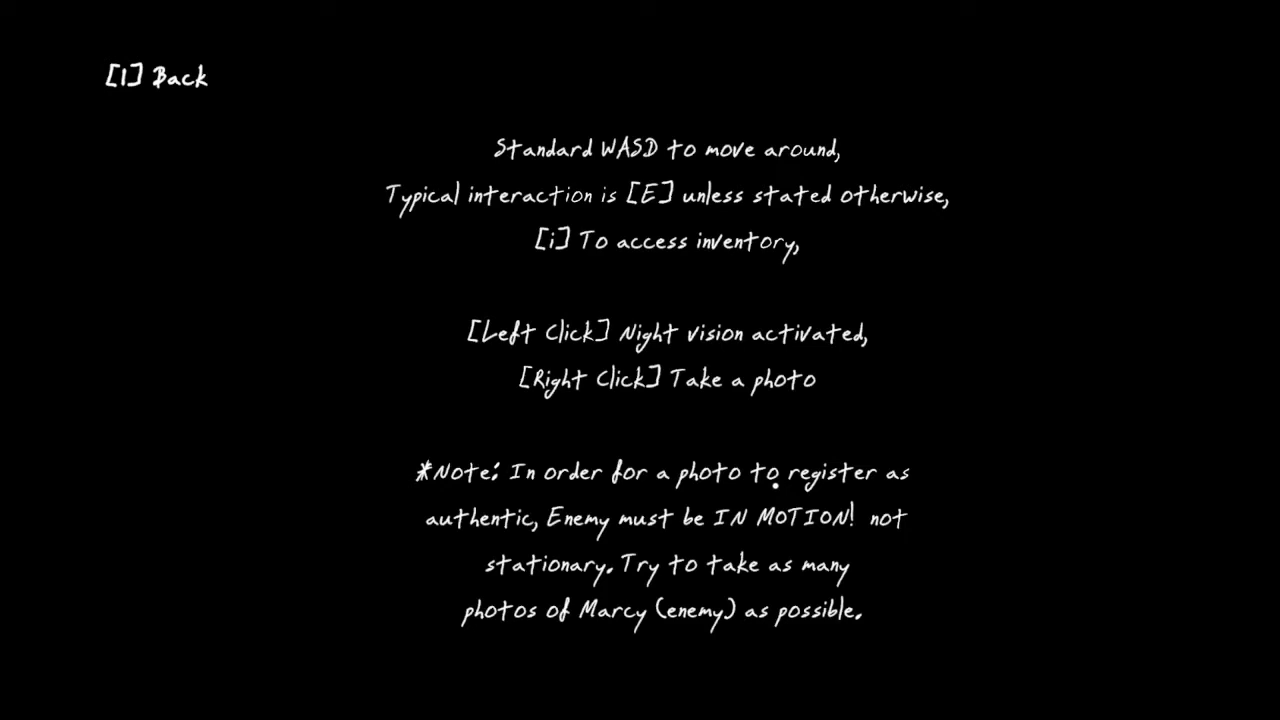 [1] Back
Standard WASD to move around,
Typical interaction is [E] unless stated otherwise,
[i] To access inventory,
[Left Click] Night vision activated,
[Right Click] Take a photo
*Note: In order for a photo to register as
authentic, Enemy must be IN MOTION! not
stationary. Try to take as many
photos of Marcy (enemy) as possible.